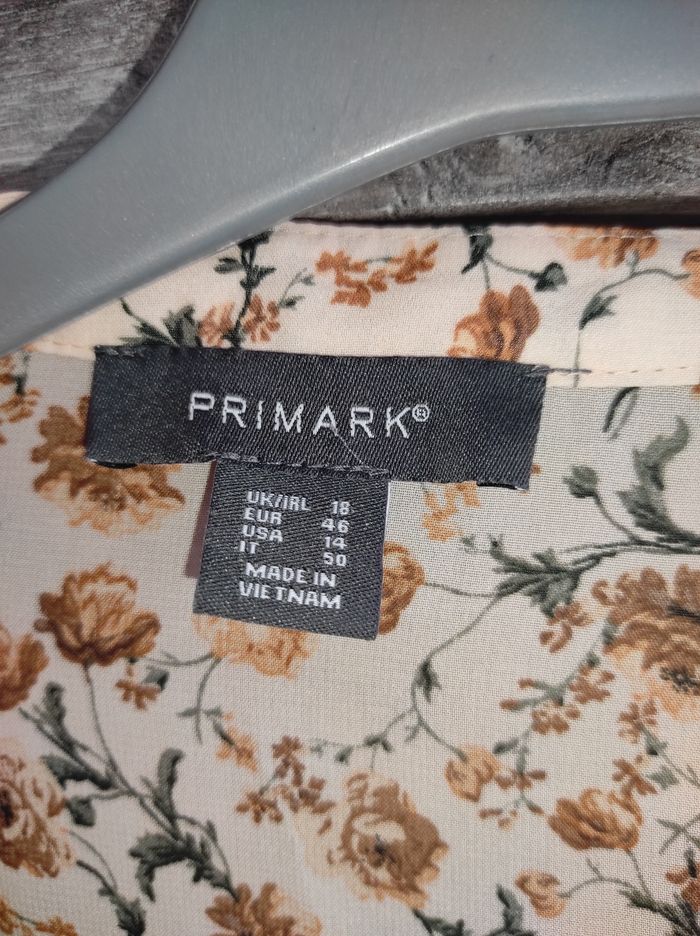 PRIMARK®
UK/IRL 18
EUR 46
USA 14
IT 50
MADE IN
VIETNAM